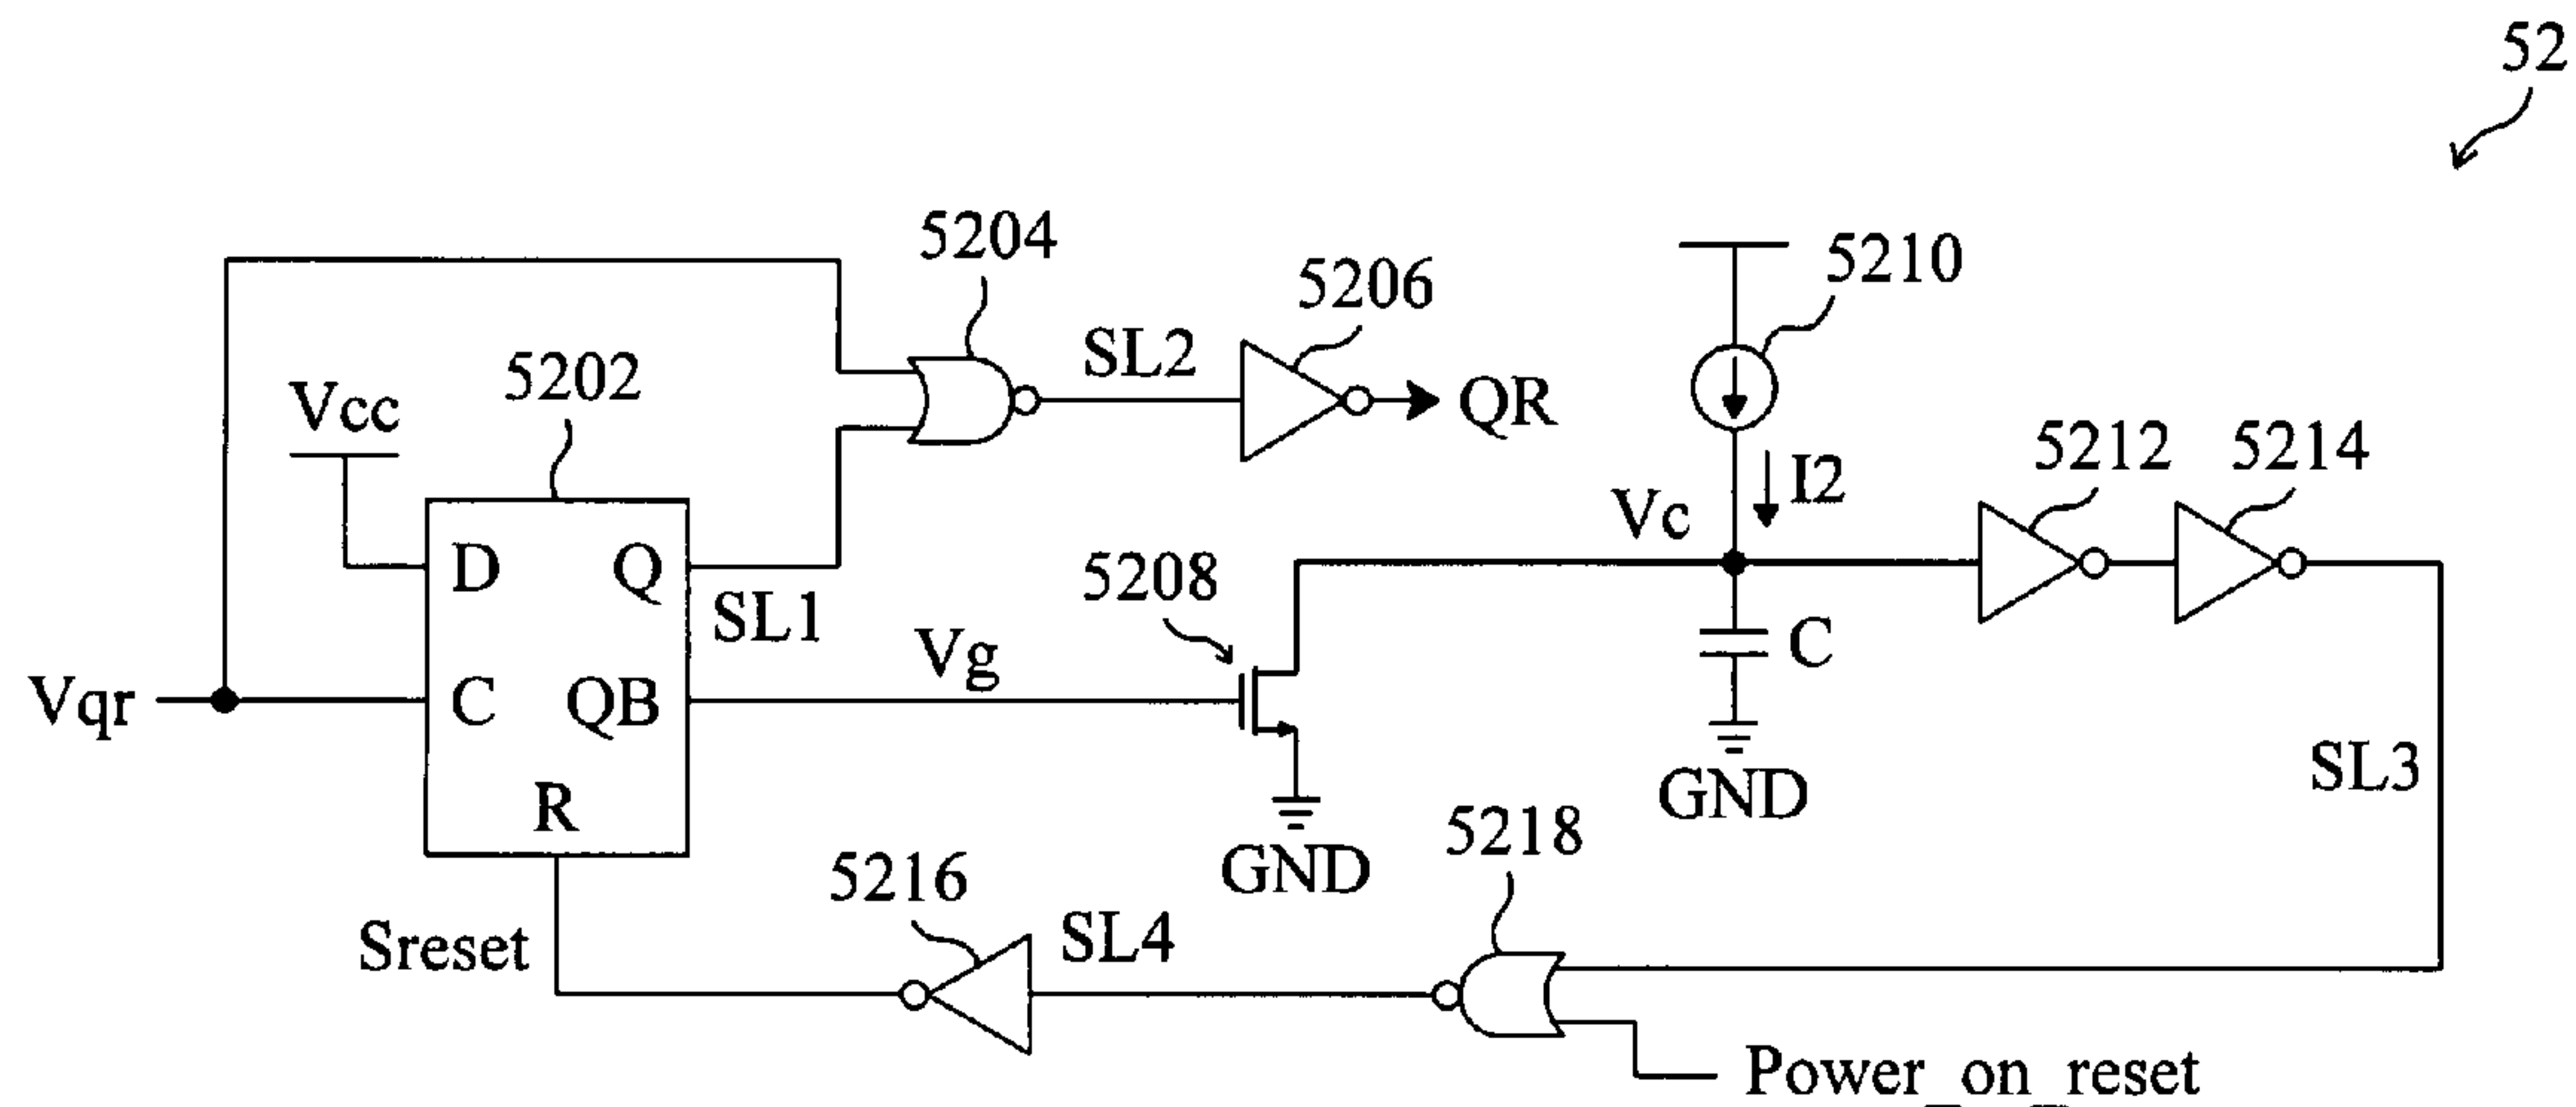 52
5204
5210
5206
SL2
5202
Vcc
QR
5212
5214
I2
Vc
D
Q
5208
SL1
C
Vg
Vqr
C
QB
SL3
GND
R
5218
GND
5216
SL4
Sreset
Power_on_reset